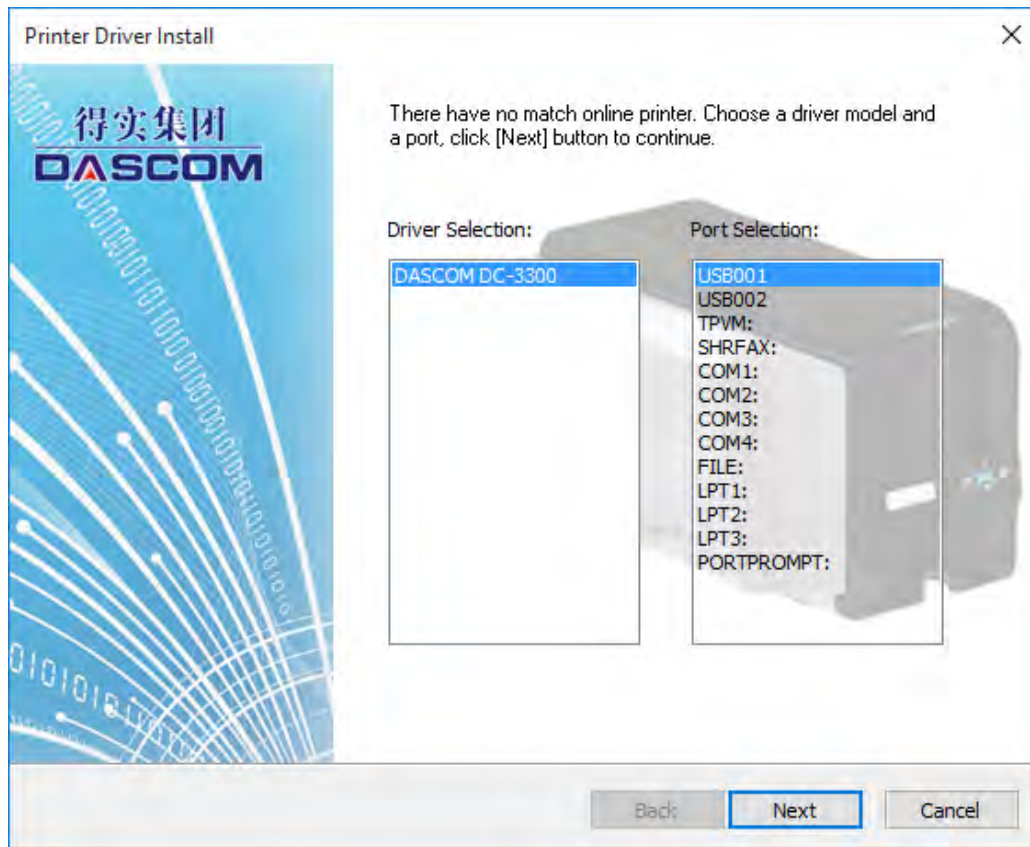 Printer Driver Install
得实集团
DASCOM
There have no match online printer. Choose a driver model and
a port, click [Next] button to continue.
Driver Selection:
DASCOM DC-3300
Port Selection:
USB001
USB002
TPVM:
SHRFAX:
COM1:
COM2:
COM3:
COM4:
FILE:
LPT1:
LPT2:
LPT3:
PORTPROMPT:
Back
Next
Cancel